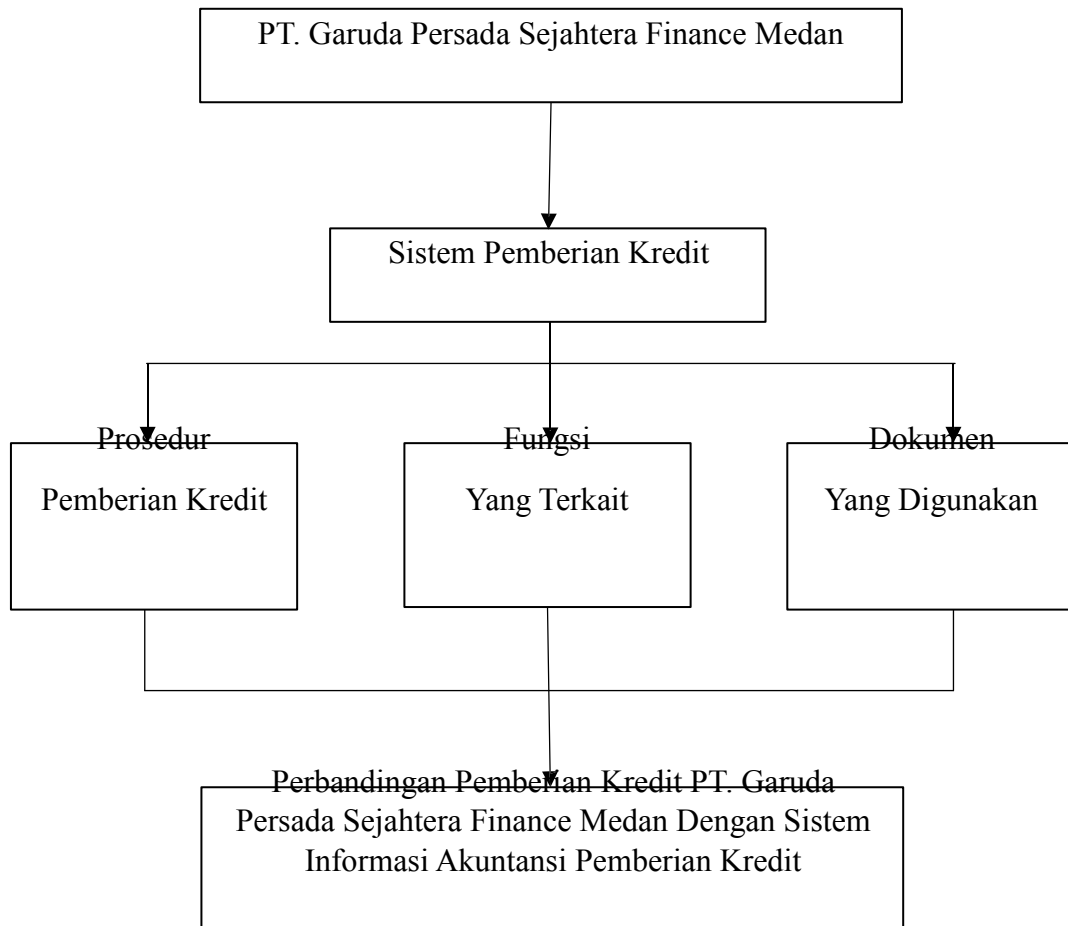 PT. Garuda Persada Sejahtera Finance Medan
Sistem Pemberian Kredit
Prosedur
Pemberian Kredit
Fungsi
Yang Terkait
Dokumen
Yang Digunakan
Perbandingan Pemberian Kredit PT. Garuda
Persada Sejahtera Finance Medan Dengan Sistem
Informasi Akuntansi Pemberian Kredit